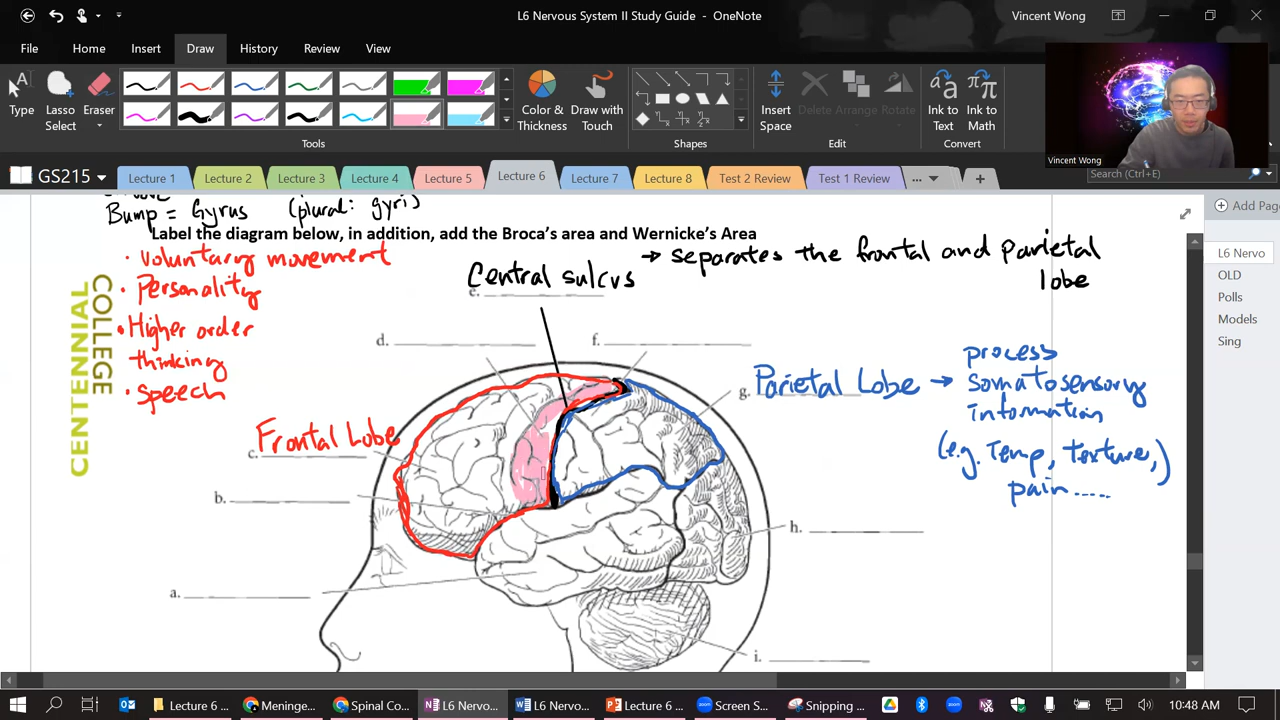 L6 Nervous System II Study Guide - OneNote
Vincent Wong
File Home Insert Draw History Review View
Type
Lasso Select
Eraser
Color & Thickness
Draw with Touch
Insert Space
Delete
Arrange
Rotate
Ink to Text
Ink to Math
Tools
Shapes
Edit
Convert
Vincent Wong
GS215
Lecture 1 Lecture 2 Lecture 3 Lecture 4 Lecture 5 Lecture 6 Lecture 7 Lecture 8 Test 2 Review Test 1 Review ...
Search (Ctrl+E)
Add Pag
L6 Nervo
OLD
Polls
Models
Sing
Bump = Gyrus (plural: gyri)
Label the diagram below, in addition, add the Broca's area and Wernicke's Area
• Voluntary movement
• Personality
• Higher order
thinking
• Speech
CENTENNIAL
COLLEGE
Central sulcus → separates the frontal and parietal
lobe
e.
d.
f.
g. Parietal Lobe → process
somatosensory
information
(e.g. Temp, texture,)
pain.....
Frontal Lobe
c.
b.
h.
a.
i.
Lecture 6 ...
Meninge...
Spinal Co...
L6 Nervo...
Word
Lecture 6 ...
Screen S...
Snipping ...
10:48 AM